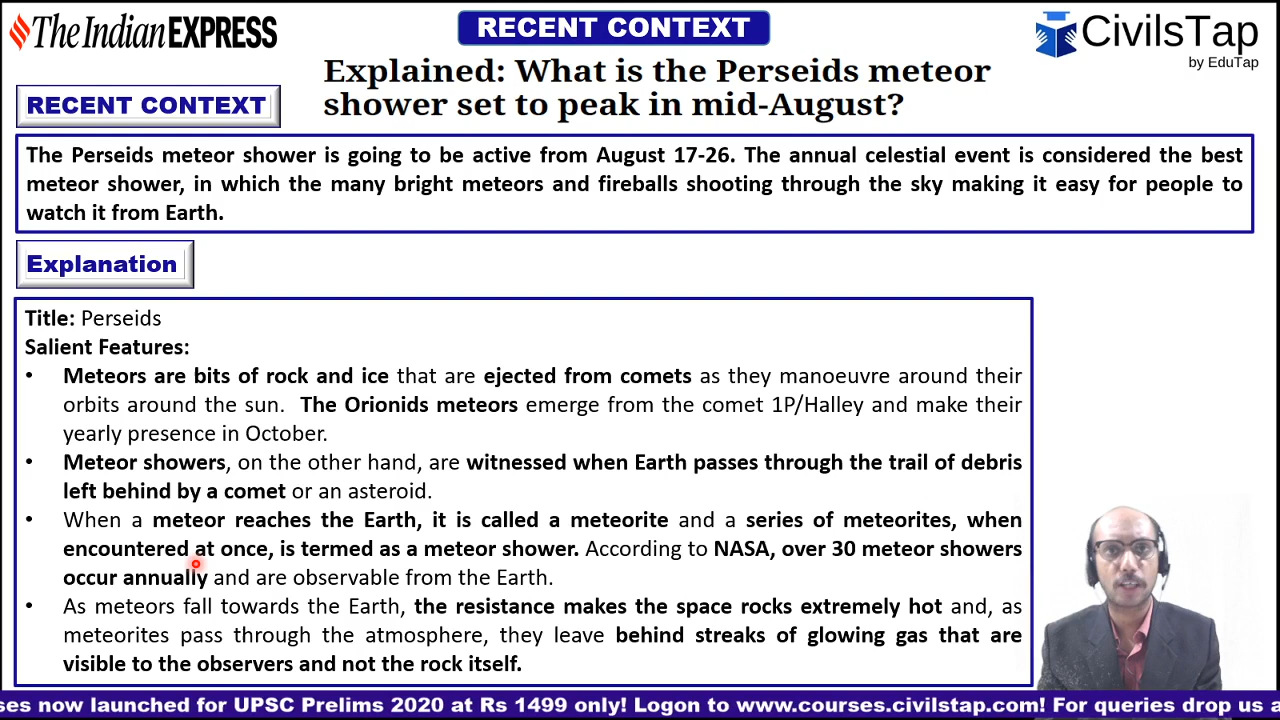 The Indian EXPRESS
RECENT CONTEXT
CivilsTap
by EduTap
Explained: What is the Perseids meteor
shower set to peak in mid-August?
RECENT CONTEXT
The Perseids meteor shower is going to be active from August 17-26. The annual celestial event is considered the best
meteor shower, in which the many bright meteors and fireballs shooting through the sky making it easy for people to
watch it from Earth.
Explanation
Title: Perseids
Salient Features:
• Meteors are bits of rock and ice that are ejected from comets as they manoeuvre around their
orbits around the sun. The Orionids meteors emerge from the comet 1P/Halley and make their
yearly presence in October.
• Meteor showers, on the other hand, are witnessed when Earth passes through the trail of debris
left behind by a comet or an asteroid.
• When a meteor reaches the Earth, it is called a meteorite and a series of meteorites, when
encountered at once, is termed as a meteor shower. According to NASA, over 30 meteor showers
occur annually and are observable from the Earth.
• As meteors fall towards the Earth, the resistance makes the space rocks extremely hot and, as
meteorites pass through the atmosphere, they leave behind streaks of glowing gas that are
visible to the observers and not the rock itself.
ses now launched for UPSC Prelims 2020 at Rs 1499 only! Logon to www.courses.civilstap.com! For queries drop us a